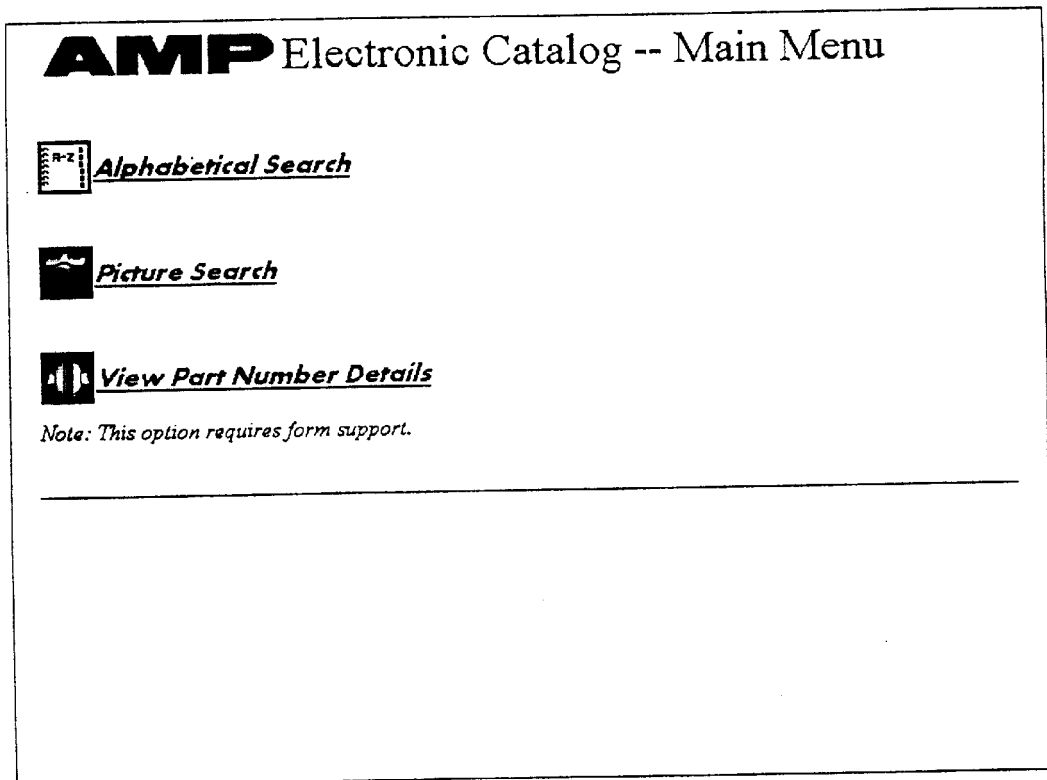 AMP Electronic Catalog -- Main Menu
A-Z
Alphabetical Search
Picture Search
View Part Number Details
Note: This option requires form support.